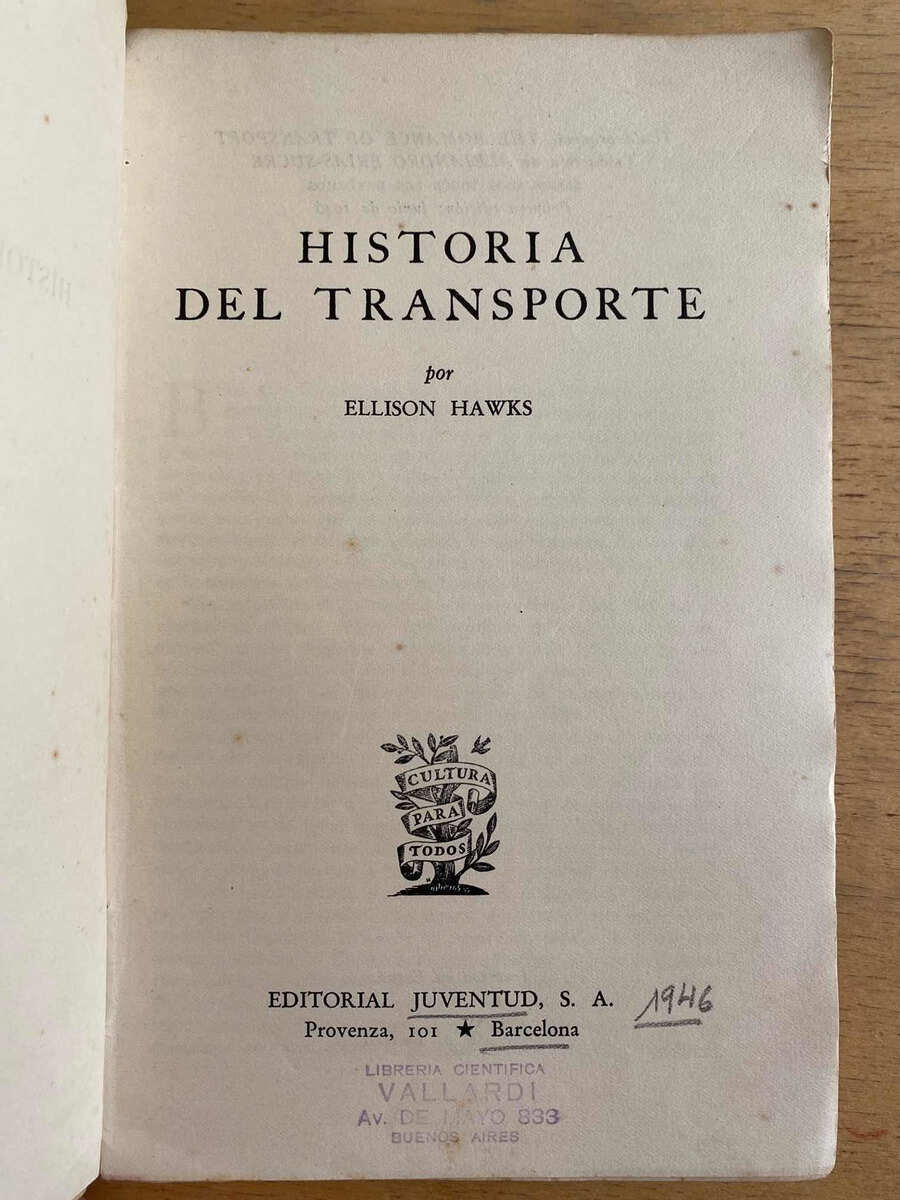 HISTORIA
DEL TRANSPORTE
por
ELLISON HAWKS
CULTURA
PARA
TODOS
EDITORIAL JUVENTUD, S. A. 1946
Provenza, 101 ★ Barcelona
LIBRERIA CIENTIFICA
VALLARDI
AV. DE MAYO 833
BUENOS AIRES